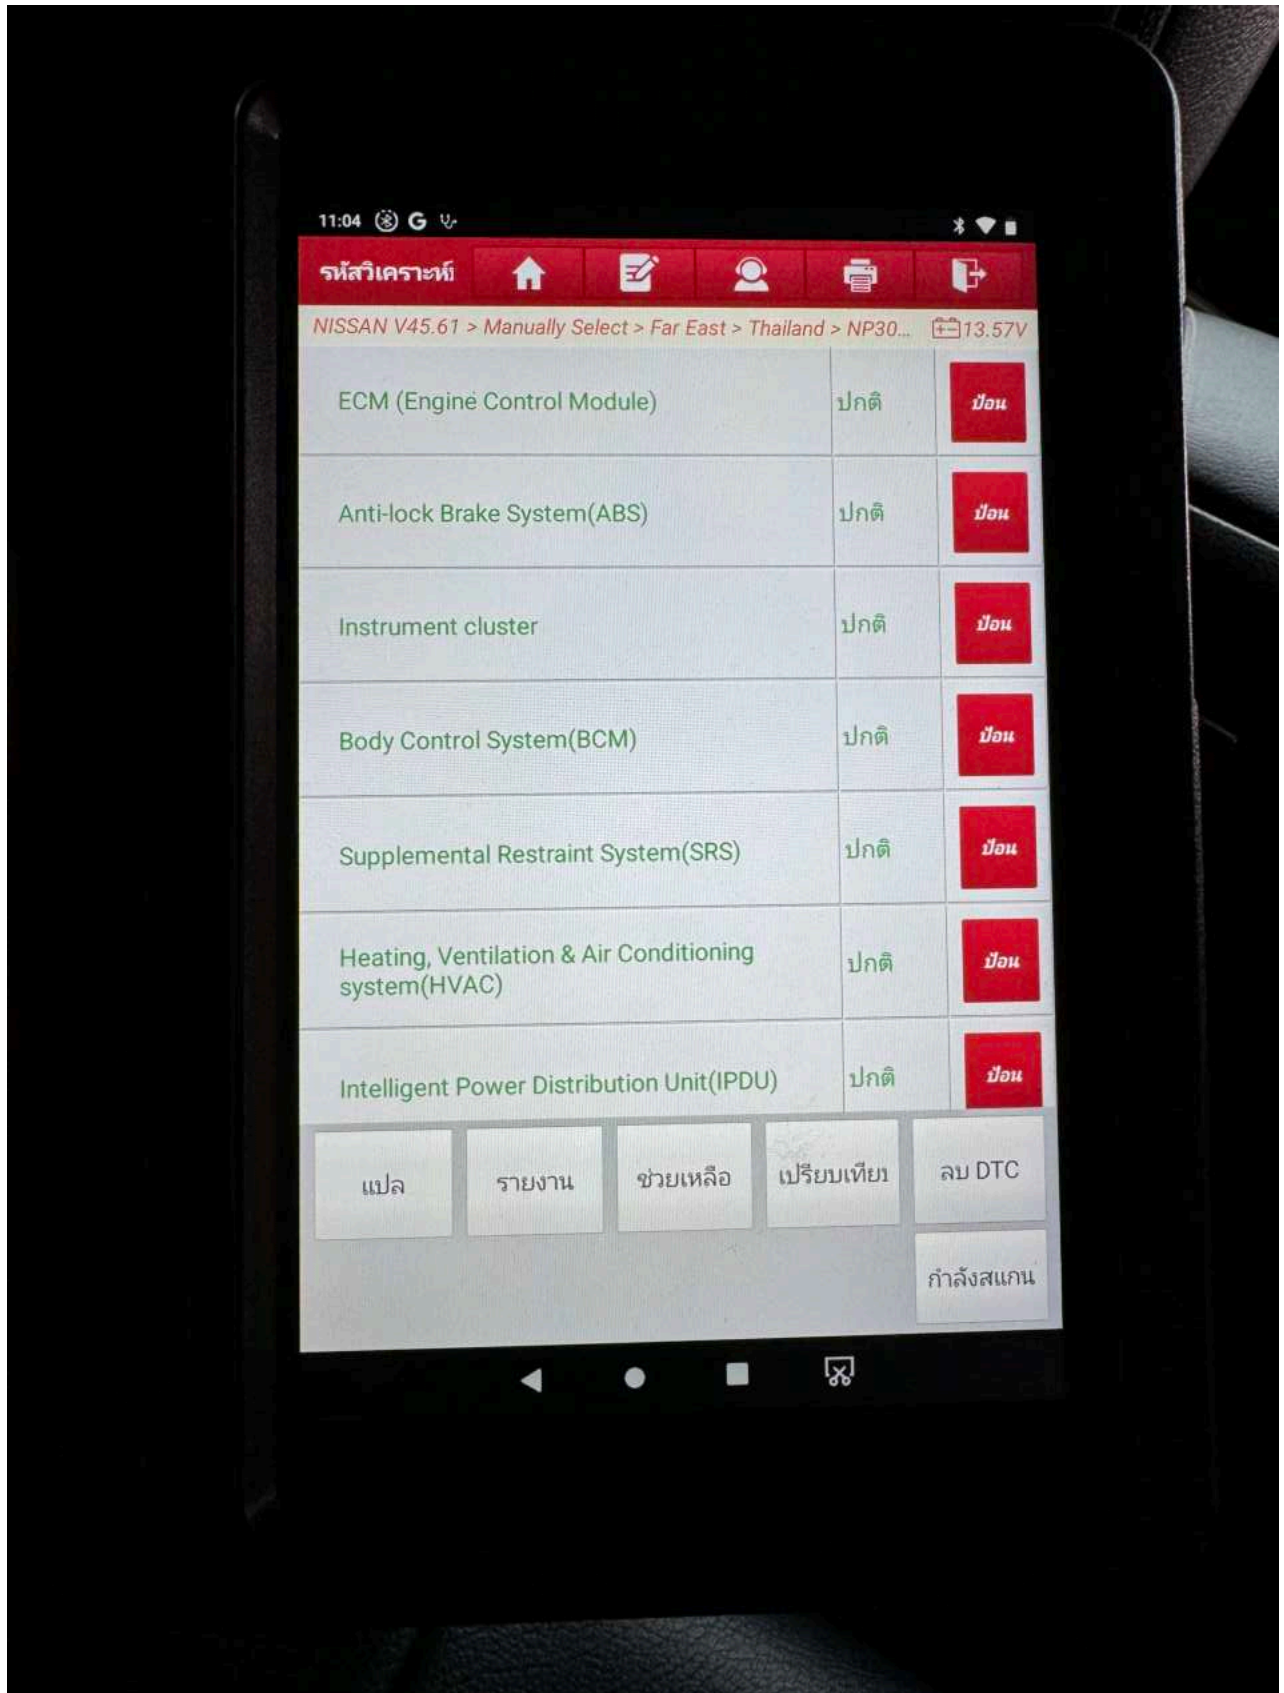 11:04 G
รหัสวิเคราะห์
NISSAN V45.61 > Manually Select > Far East > Thailand > NP30... 13.57V
ECM (Engine Control Module) ปกติ ป้อน
Anti-lock Brake System(ABS) ปกติ ป้อน
Instrument cluster ปกติ ป้อน
Body Control System(BCM) ปกติ ป้อน
Supplemental Restraint System(SRS) ปกติ ป้อน
Heating, Ventilation & Air Conditioning
system(HVAC) ปกติ ป้อน
Intelligent Power Distribution Unit(IPDU) ปกติ ป้อน
แปล รายงาน ช่วยเหลือ เปรียบเทีย ลบ DTC
กำลังสแกน